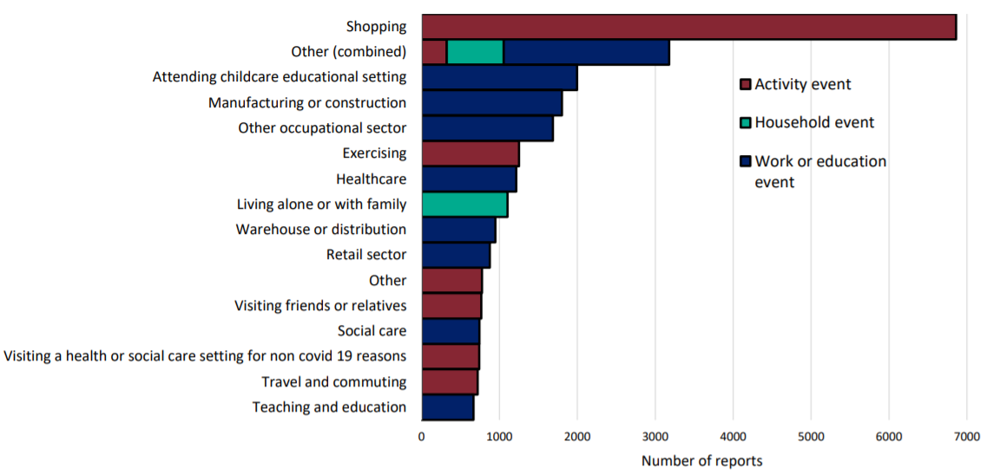 Shopping
Other (combined)
Attending childcare educational setting
Manufacturing or construction
Other occupational sector
Exercising
Healthcare
Living alone or with family
Warehouse or distribution
Retail sector
Other
Visiting friends or relatives
Social care
Visiting a health or social care setting for non covid 19 reasons
Travel and commuting
Teaching and education
Activity event
Household event
Work or education
event
0 1000 2000 3000 4000 5000 6000 7000
Number of reports